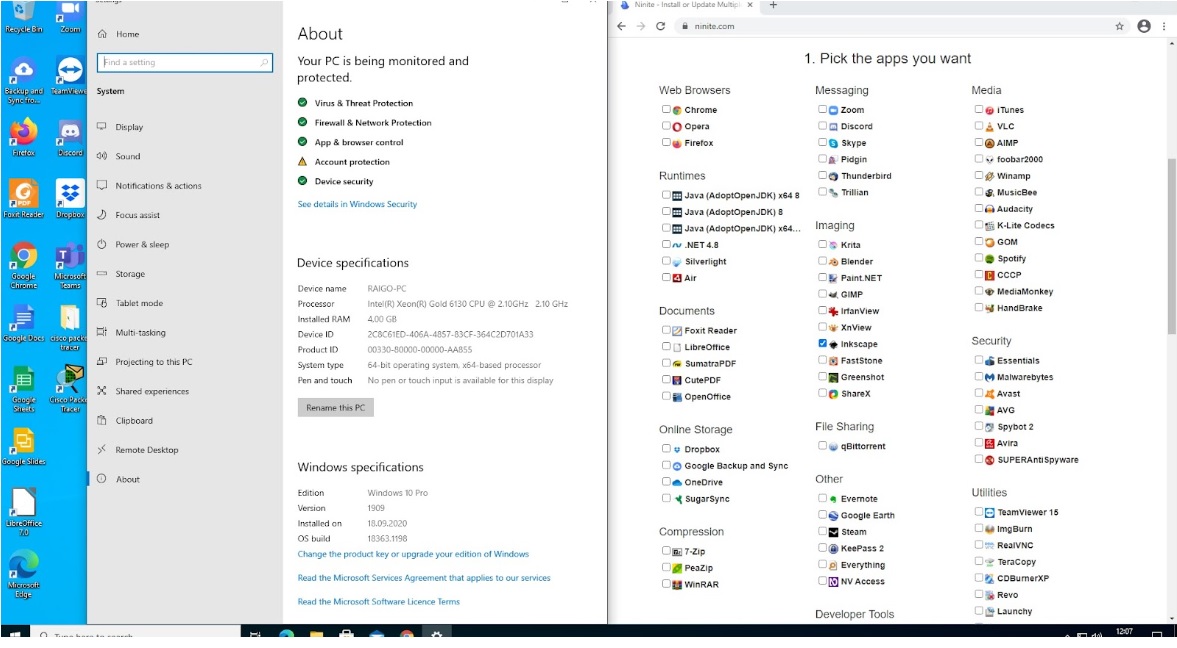 Recycle Bin
Zoom
Backup and
Sync fro...
TeamViewer
Firefox
Discord
Foxit Reader
Dropbox
Google
Chrome
Microsoft
Teams
Google Docs
cisco packe
tracer
Google
Sheets
Cisco Packe
Tracer
Google Slides
LibreOffice
7.0
Microsoft
Edge
Home
Find a setting
System
Display
Sound
Notifications & actions
Focus assist
Power & sleep
Storage
Tablet mode
Multi-tasking
Projecting to this PC
Shared experiences
Clipboard
Remote Desktop
About
About
Your PC is being monitored and
protected.
Virus & Threat Protection
Firewall & Network Protection
App & browser control
Account protection
Device security
See details in Windows Security
Device specifications
Device name RAIGO-PC
Processor Intel(R) Xeon(R) Gold 6130 CPU @ 2.10GHz 2.10 GHz
Installed RAM 4,00 GB
Device ID 2C8C61ED-406A-4857-83CF-364C2D701A33
Product ID 00330-80000-00000-AA855
System type 64-bit operating system, x64-based processor
Pen and touch No pen or touch input is available for this display
Rename this PC
Windows specifications
Edition Windows 10 Pro
Version 1909
Installed on 18.09.2020
OS build 18363.1198
Change the product key or upgrade your edition of Windows
Read the Microsoft Services Agreement that applies to our services
Read the Microsoft Software Licence Terms
Ninite - Install or Update Multip
ninite.com
1. Pick the apps you want
Web Browsers
Chrome
Opera
Firefox
Runtimes
Java (AdoptOpenJDK) x64 8
Java (AdoptOpenJDK) 8
Java (AdoptOpenJDK) x64...
.NET 4.8
Silverlight
Air
Documents
Foxit Reader
LibreOffice
SumatraPDF
CutePDF
OpenOffice
Online Storage
Dropbox
Google Backup and Sync
OneDrive
SugarSync
Compression
7-Zip
PeaZip
WinRAR
Messaging
Zoom
Discord
Skype
Pidgin
Thunderbird
Trillian
Imaging
Krita
Blender
Paint.NET
GIMP
IrfanView
XnView
Inkscape
FastStone
Greenshot
ShareX
File Sharing
qBittorrent
Other
Evernote
Google Earth
Steam
KeePass 2
Everything
NV Access
Developer Tools
Media
iTunes
VLC
AIMP
foobar2000
Winamp
MusicBee
Audacity
K-Lite Codecs
GOM
Spotify
CCCP
MediaMonkey
HandBrake
Security
Essentials
Malwarebytes
Avast
AVG
Spybot 2
Avira
SUPERAntiSpyware
Utilities
TeamViewer 15
ImgBurn
RealVNC
TeraCopy
CDBurnerXP
Revo
Launchy
Type here to search
12:07